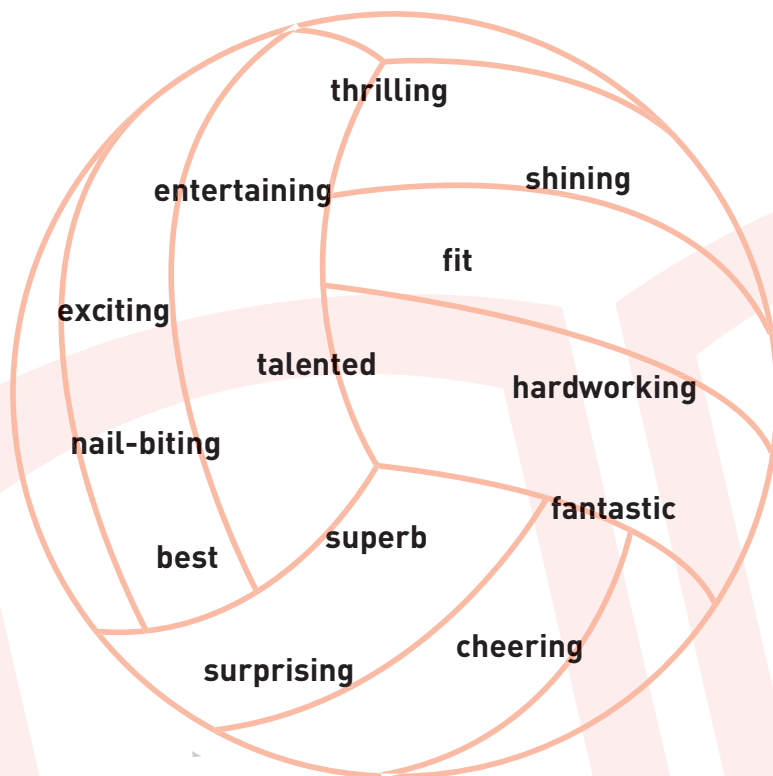 thrilling
shining
entertaining
fit
exciting
talented
hardworking
nail-biting
fantastic
superb
best
cheering
surprising